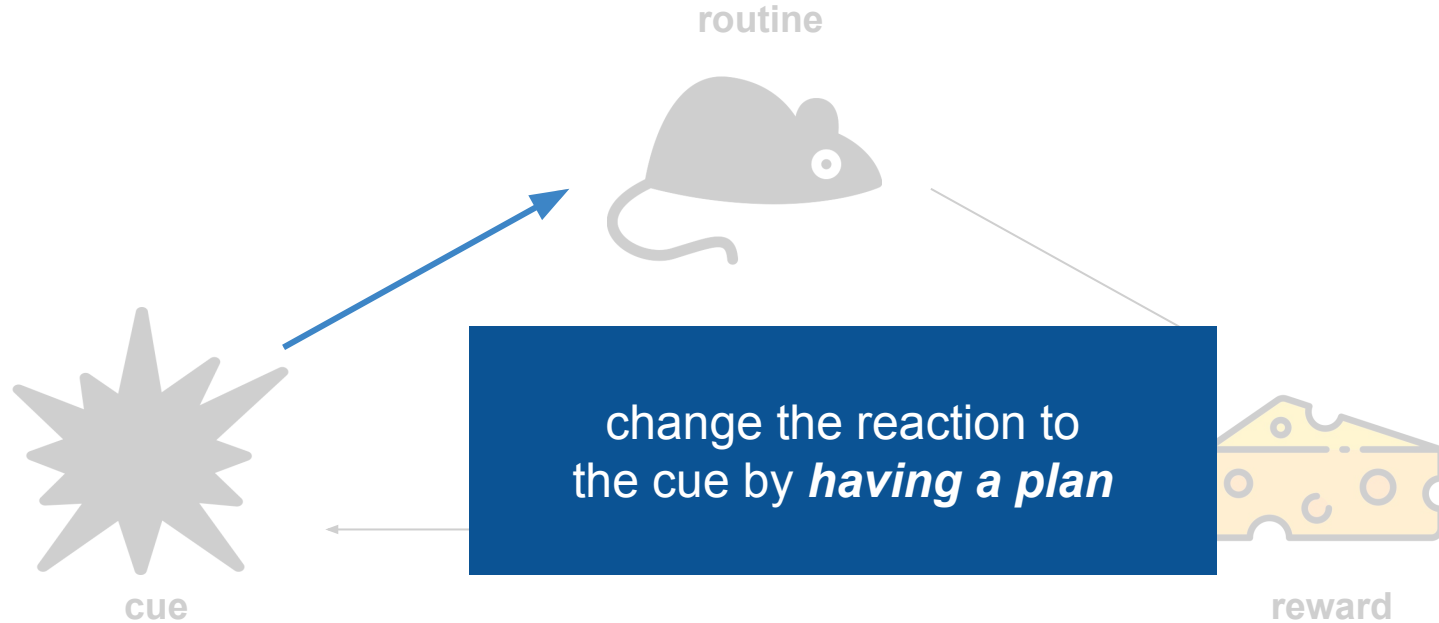 routine
change the reaction to
the cue by having a plan
cue
reward